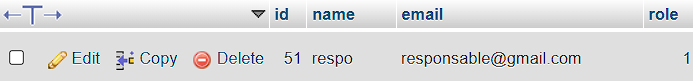 id name email role
Edit Copy Delete 51 respo responsable@gmail.com 1